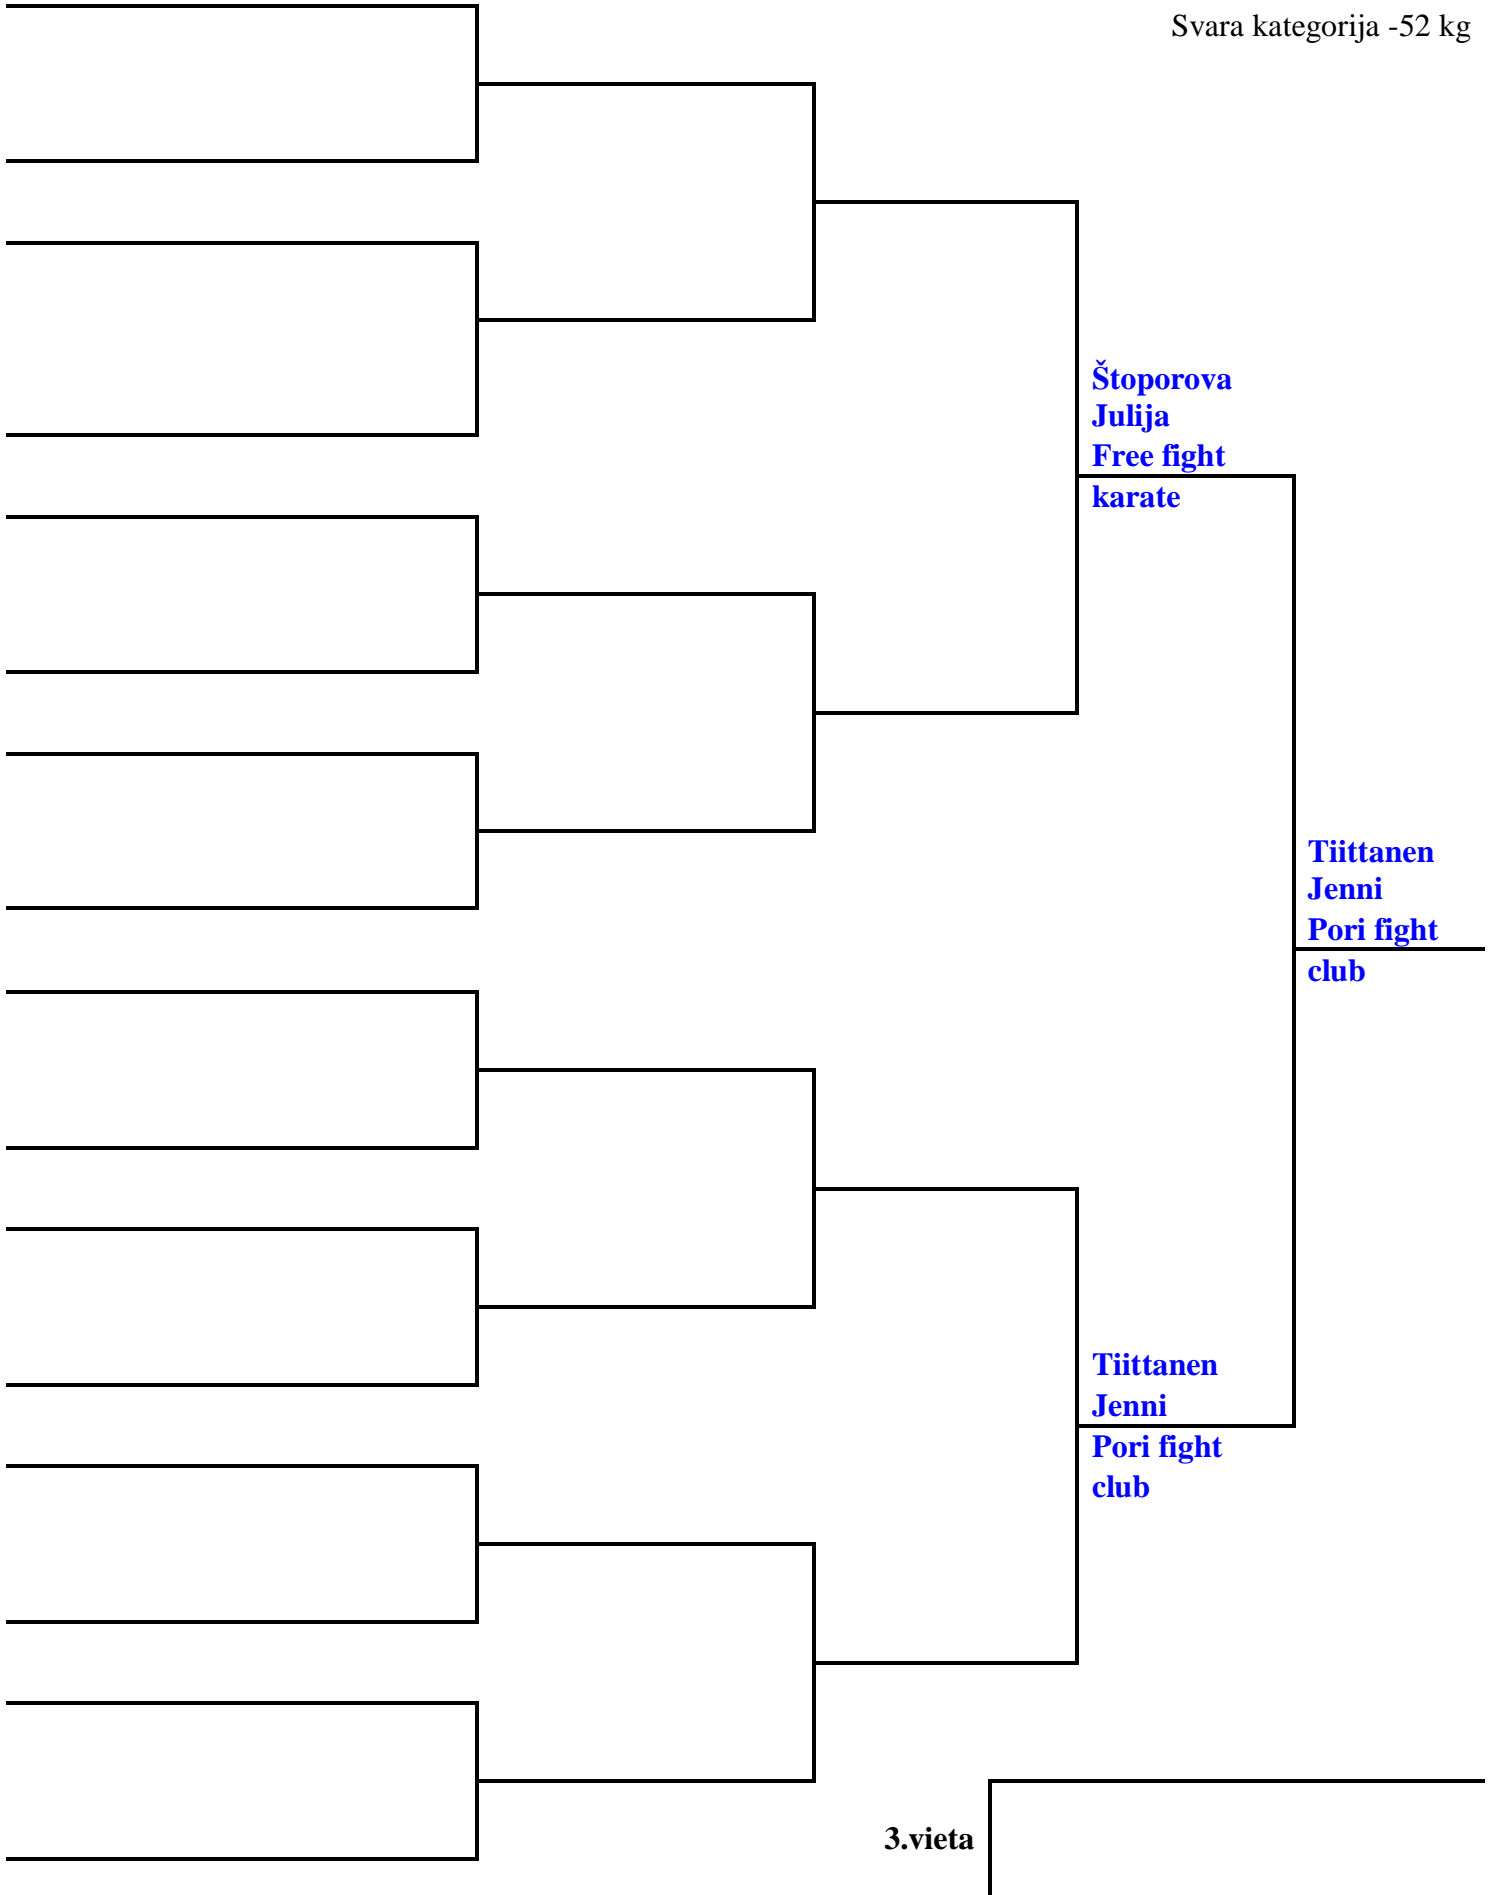 Svara kategorija -52 kg
Štoporova
Julija
Free fight
karate
Tiittanen
Jenni
Pori fight
club
Tiittanen
Jenni
Pori fight
club
3.vieta